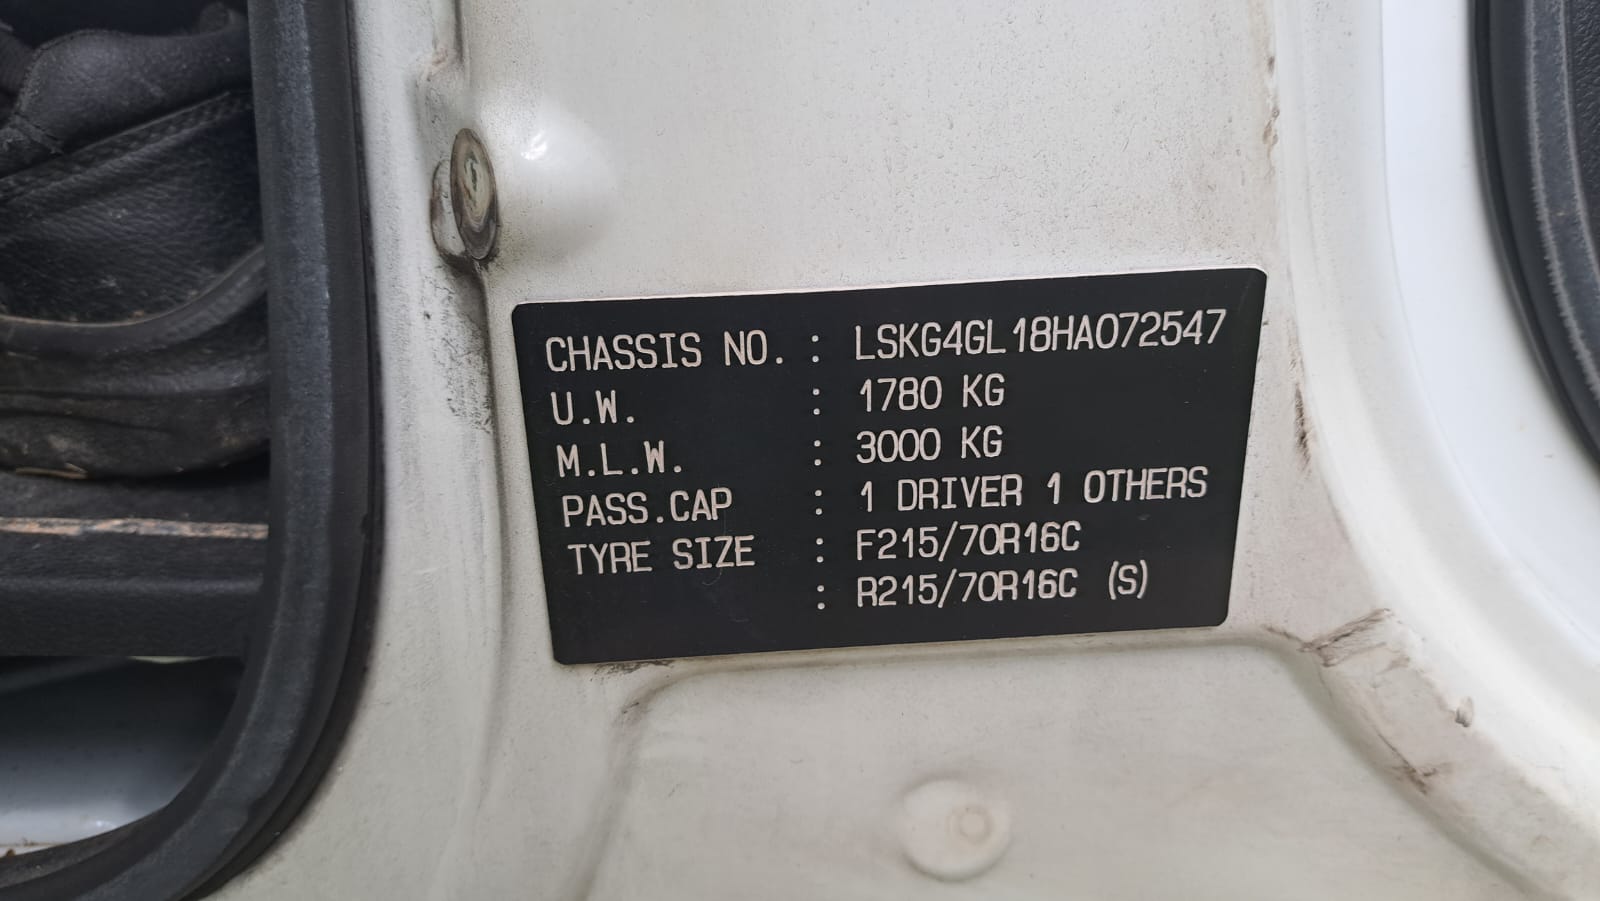 CHASSIS NO. : LSKG4GL18HA072547
U.W. : 1780 KG
M.L.W. : 3000 KG
PASS.CAP : 1 DRIVER 1 OTHERS
TYRE SIZE : F215/70R16C
: R215/70R16C (S)